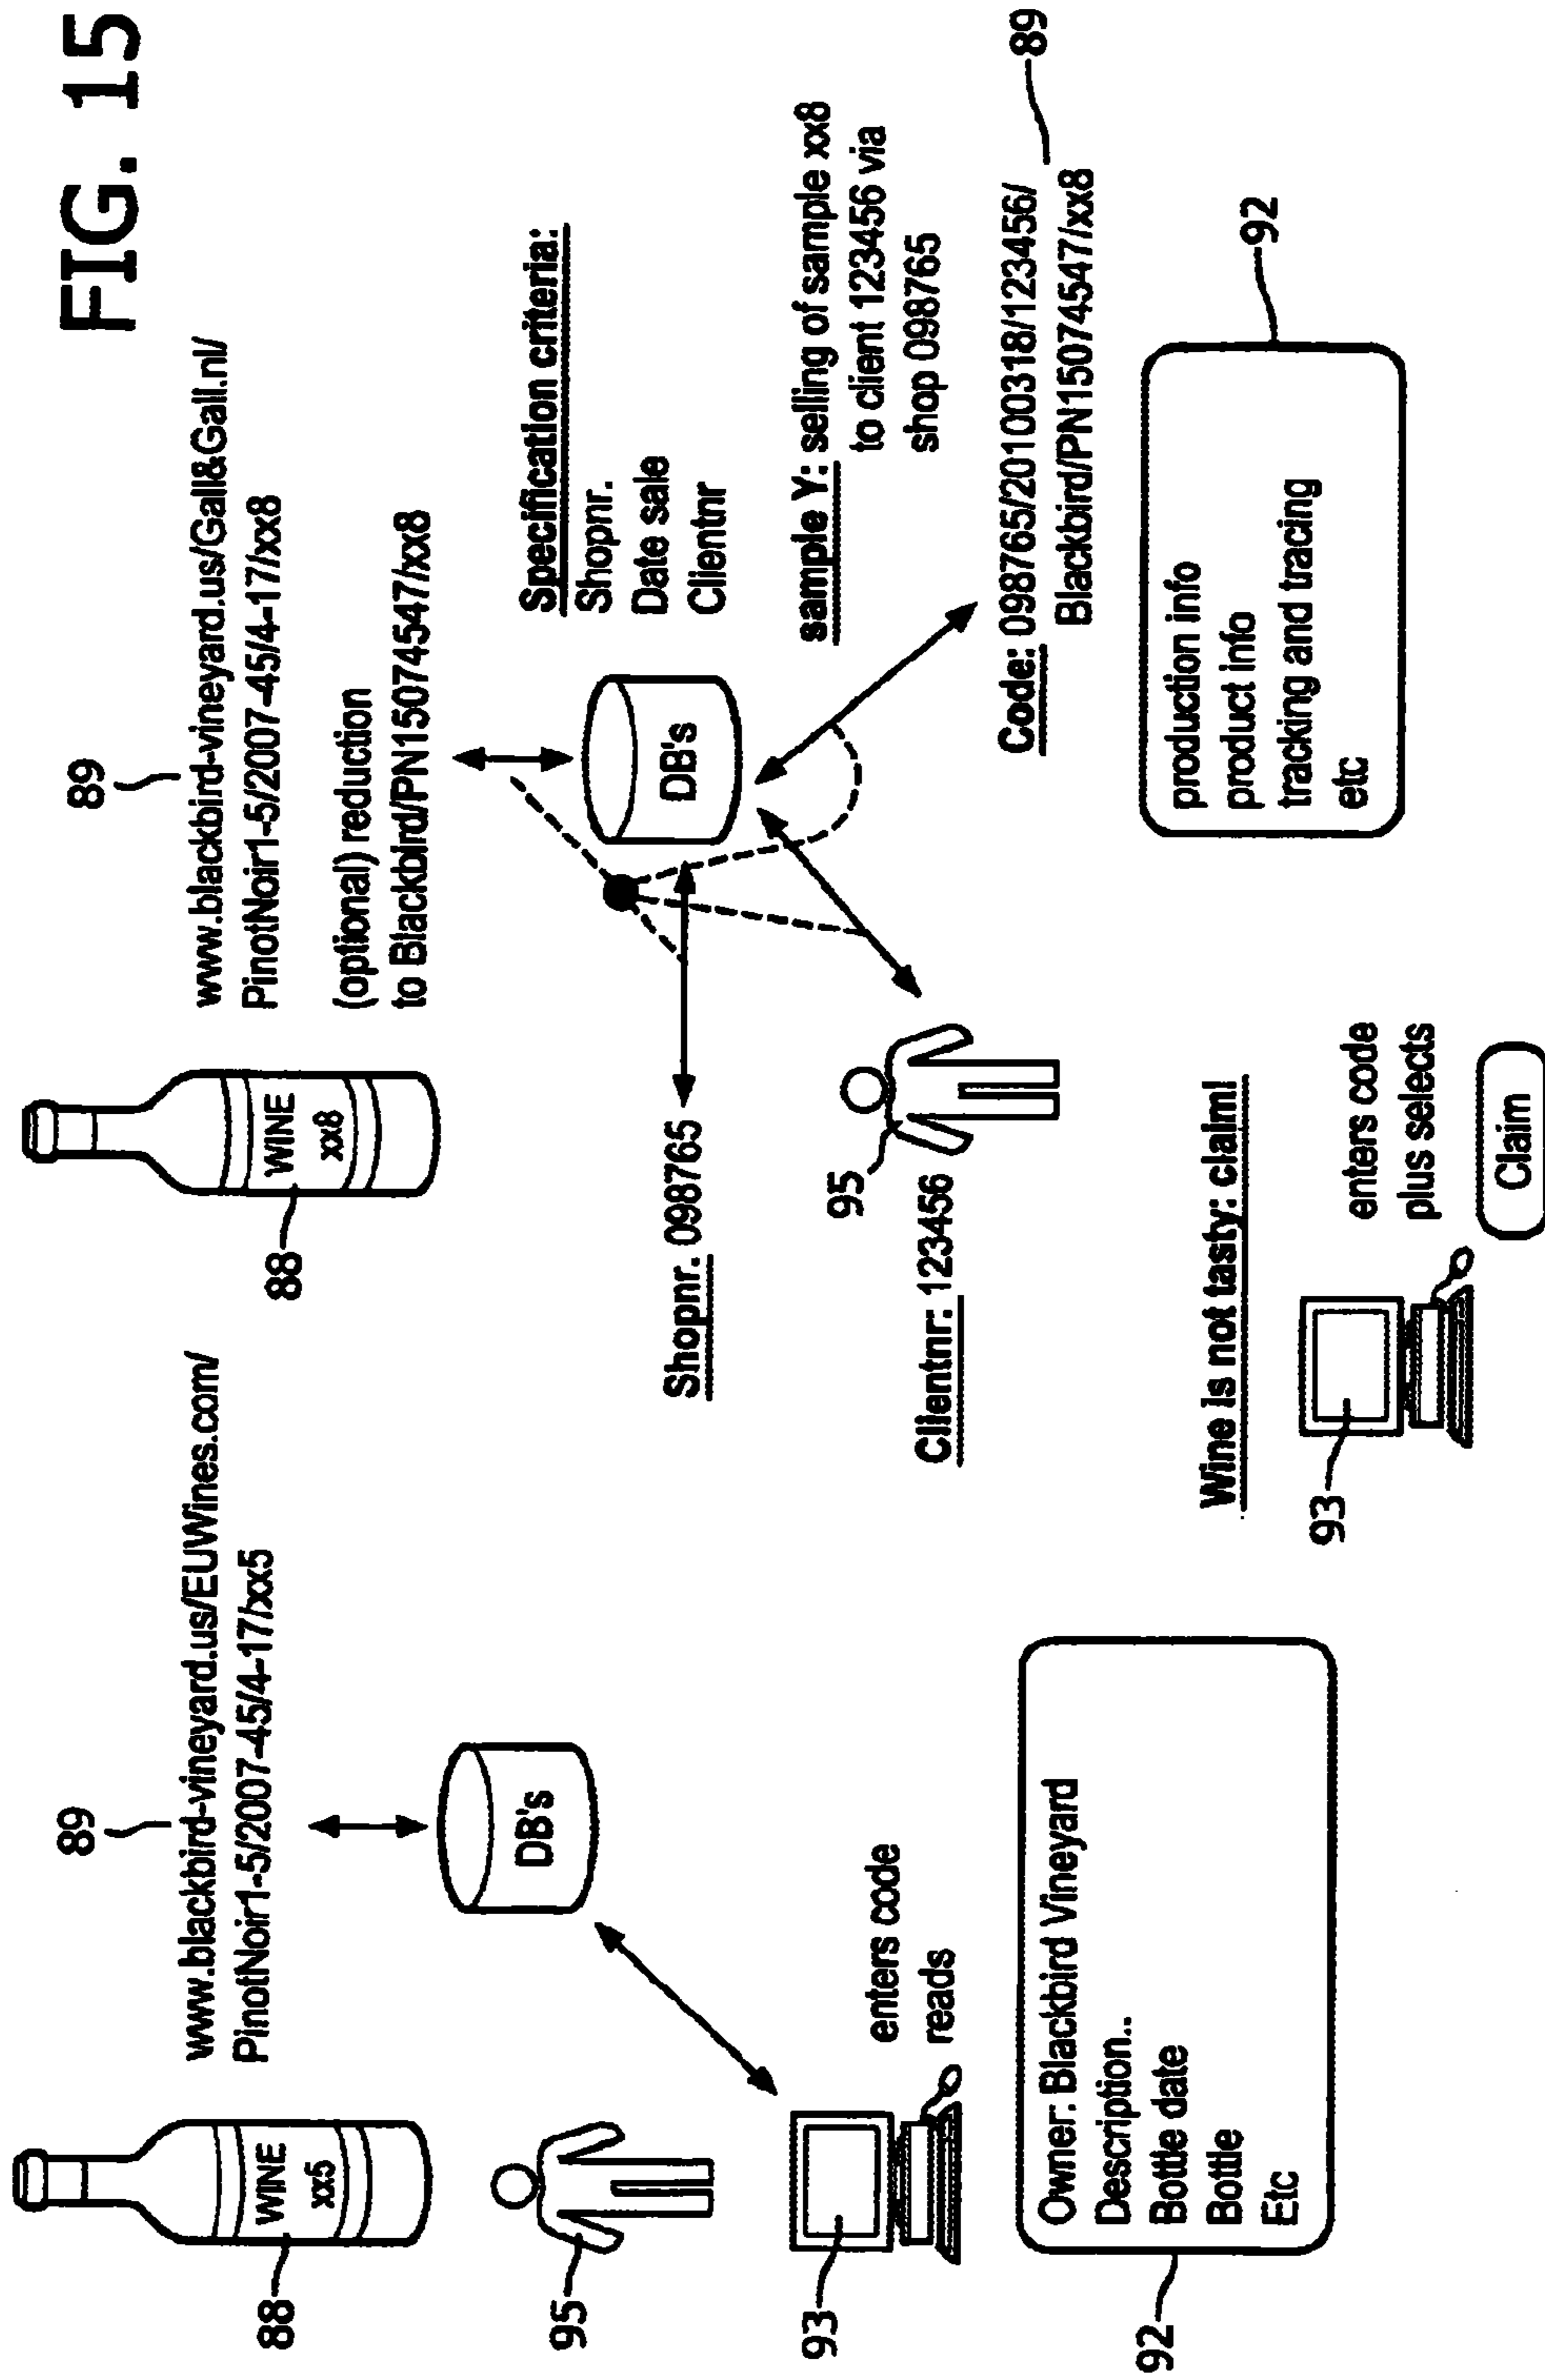 FIG. 15
89
www.blackbird-vineyard.us/EUWines.com/
PinotNoir1-5/2007-45/4-17/xx5
WINE
xx5
88
DB's
95
enters code
reads
93
Owner: Blackbird Vineyard
Description..
Bottle date
Bottle
Etc
92
89
www.blackbird-vineyard.us/Gall&Gall.nl/
PinotNoir1-5/2007-45/4-17/xx8
(optional) reduction
to Blackbird/PN15074547/xx8
WINE
xx8
88
Specification criteria:
Shopnr.
Date sale
Clientnr
DB's
Shopnr. 098765
95
Clientnr: 123456
sample Y: selling of sample xx8
to client 123456 via
shop 098765
Code: 098765/20100318/123456/
Blackbird/PN15074547/xx8
89
Wine is not tasty: claim!
enters code
plus selects
Claim
93
production info
product info
tracking and tracing
etc
92